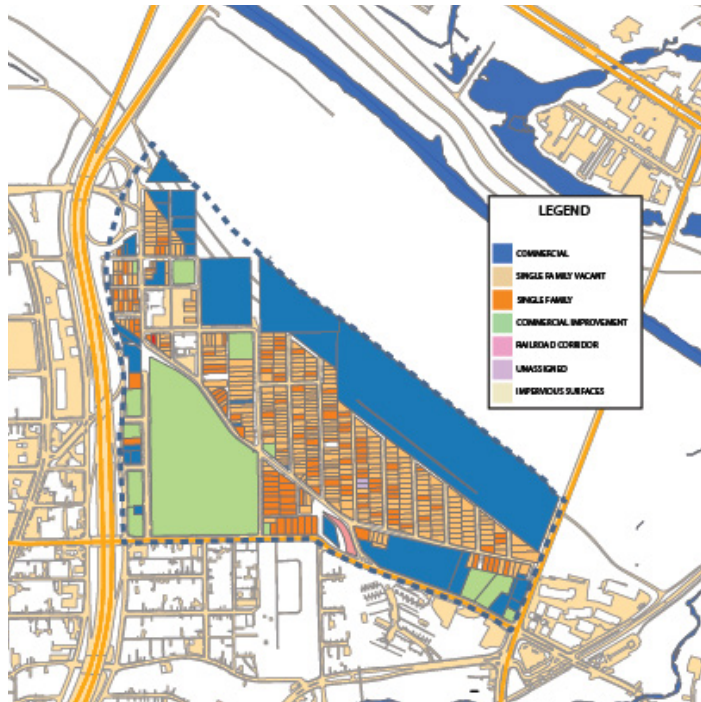 LEGEND
COMMERCIAL
SINGLE FAMILY VACANT
SINGLE FAMILY
COMMERCIAL IMPROVEMENT
RAILROAD CORRIDOR
UNASSIGNED
IMPERVIOUS SURFACES